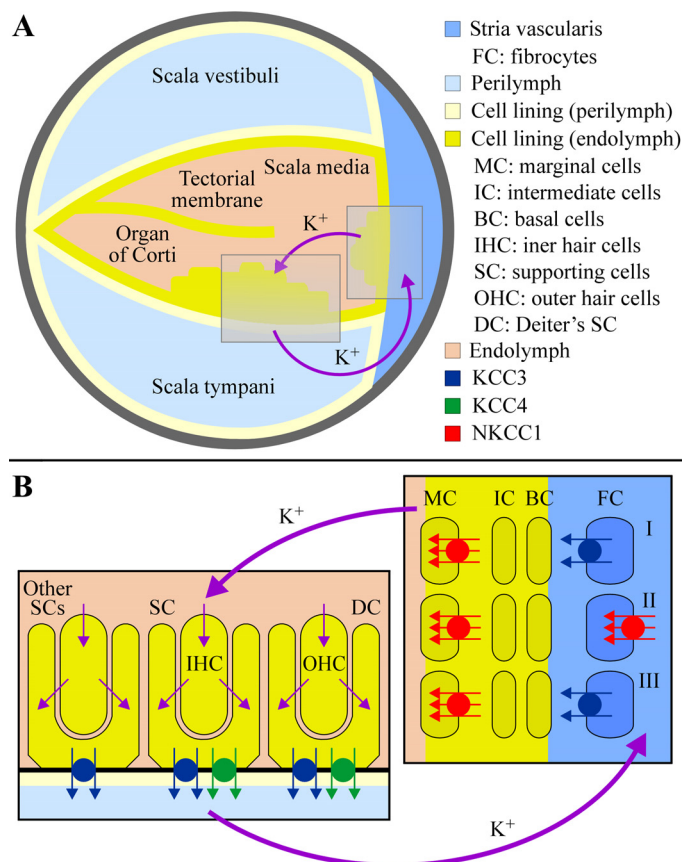 A
Scala vestibuli
Scala media
Tectorial
membrane
K+
Organ
of Corti
K+
Scala tympani
Stria vascularis
FC: fibrocytes
Perilymph
Cell lining (perilymph)
Cell lining (endolymph)
MC: marginal cells
IC: intermediate cells
BC: basal cells
IHC: iner hair cells
SC: supporting cells
OHC: outer hair cells
DC: Deiter's SC
Endolymph
KCC3
KCC4
NKCC1
B
K+
MC IC BC FC
I
II
III
Other
SCs
SC
DC
IHC
OHC
K+